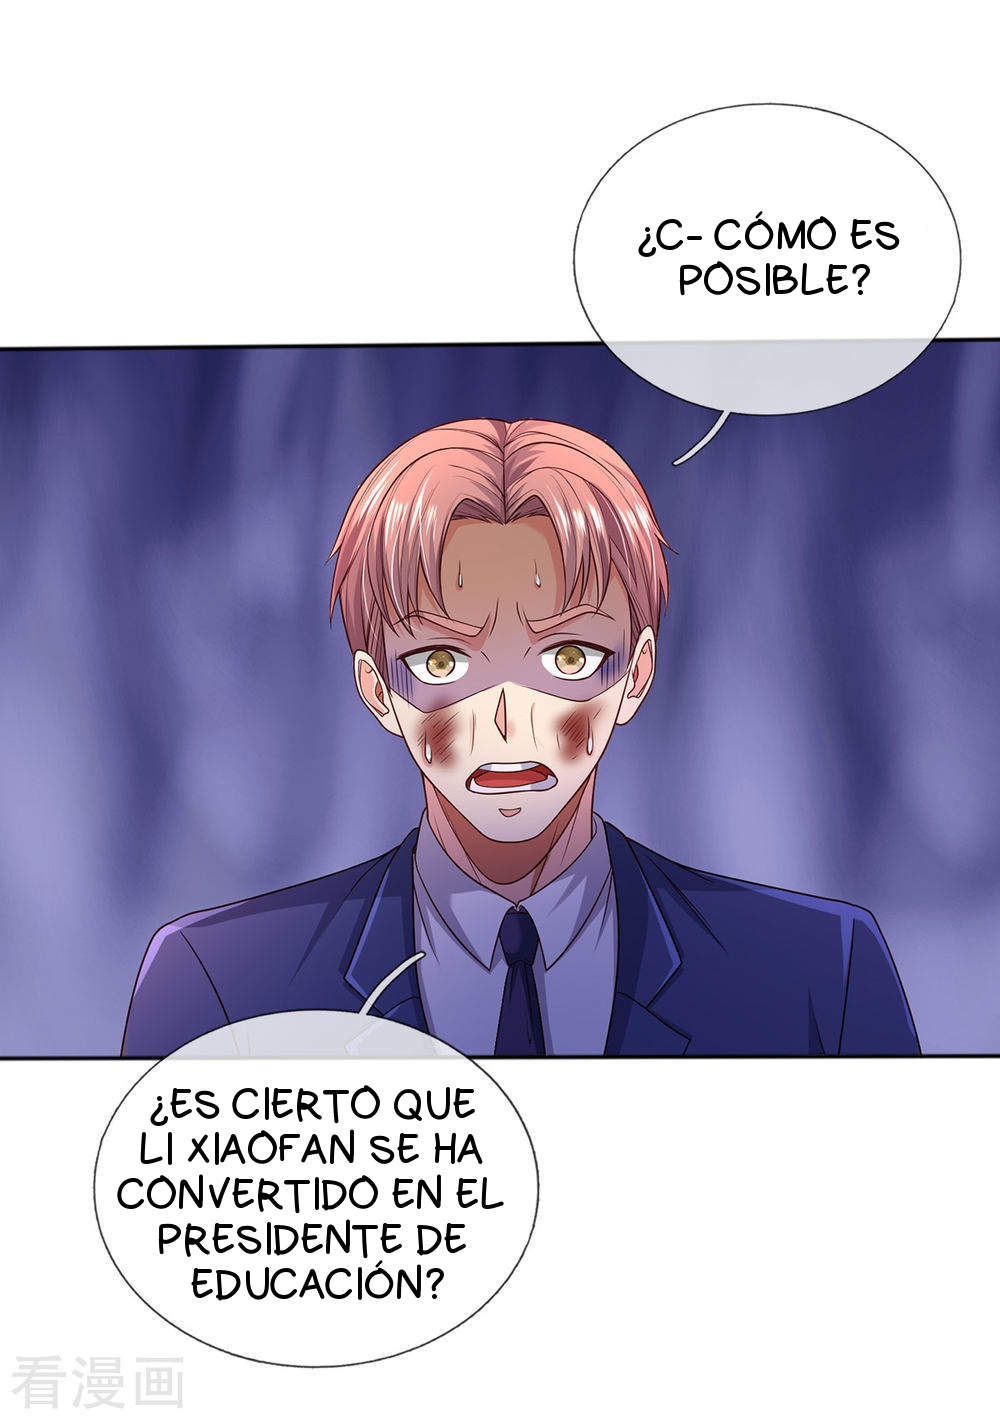 ¿C- CÓMO ES
POSIBLE?
¿ES CIERTO QUE
LI XIAOFAN SE HA
CONVERTIDO EN EL
PRESIDENTE DE
EDUCACIÓN?
看漫画